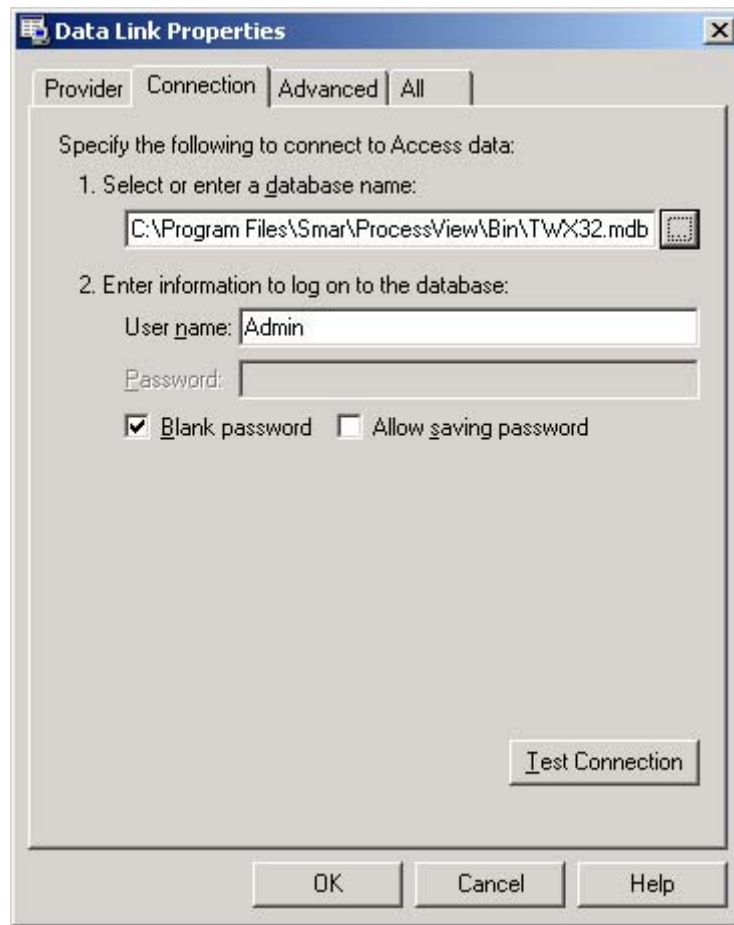 Data Link Properties
Provider Connection Advanced All
Specify the following to connect to Access data:
1. Select or enter a database name:
C:\Program Files\Smar\ProcessView\Bin\TWX32.mdb ...
2. Enter information to log on to the database:
User name: Admin
Password:
Blank password Allow saving password
Test Connection
OK Cancel Help